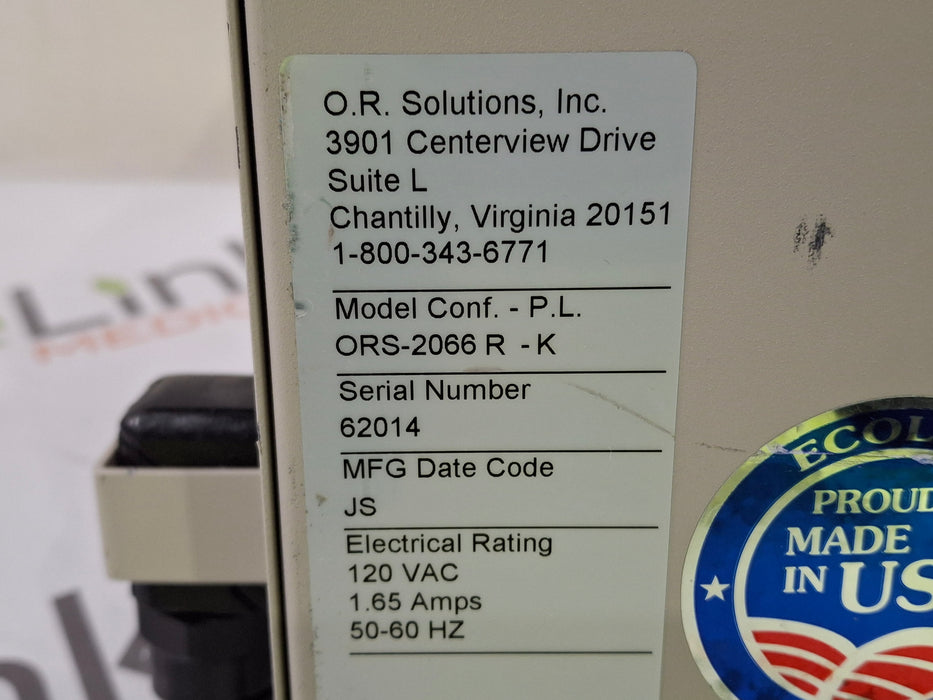 O.R. Solutions, Inc.
3901 Centerview Drive
Suite L
Chantilly, Virginia 20151
1-800-343-6771
Model Conf. - P.L.
ORS-2066 R - K
Serial Number
62014
MFG Date Code
JS
Electrical Rating
120 VAC
1.65 Amps
50-60 HZ
ECOL
PROUD
MADE
IN US